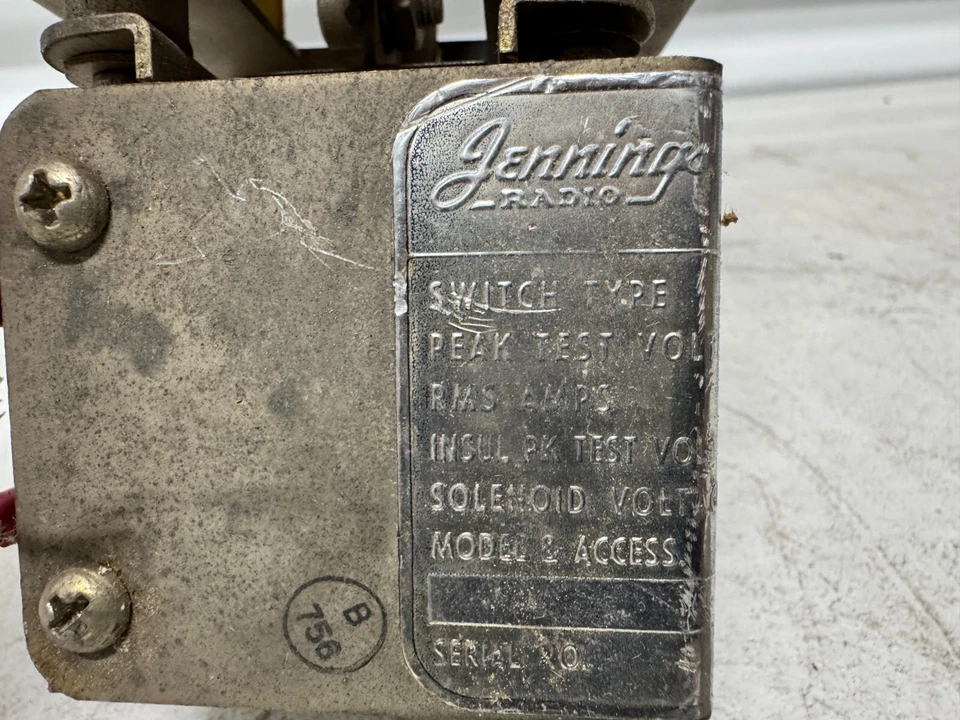 Jennings
RADIO
SWITCH TYPE
PEAK TEST VOL
RMS AMPS
INSUL PK TEST VO
SOLENOID VOLT
MODEL & ACCESS.
SERIAL NO.
B
756